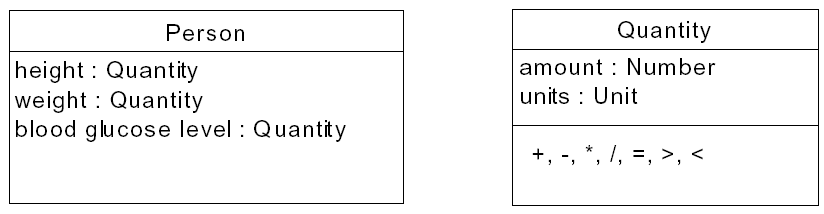 Person
height : Quantity
weight : Quantity
blood glucose level : Quantity
Quantity
amount : Number
units : Unit
+, -, *, /, =, >, <